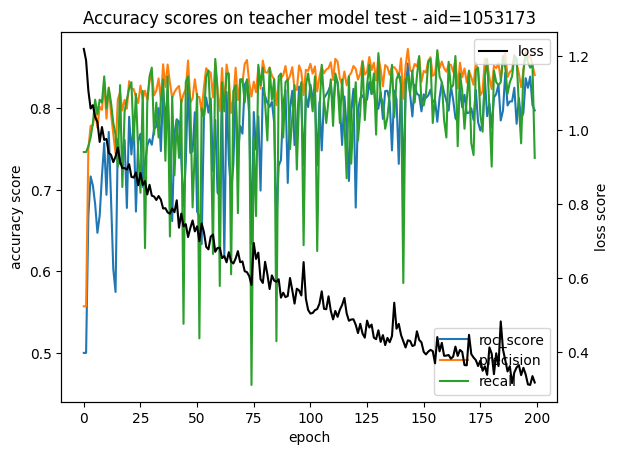 Accuracy scores on teacher model test - aid=1053173
loss
accuracy score
0.8
0.7
0.6
0.5
1.2
1.0
0.8
0.6
0.4
loss score
roc_score
precision
recall
0
25
50
75
100
125
150
175
200
epoch